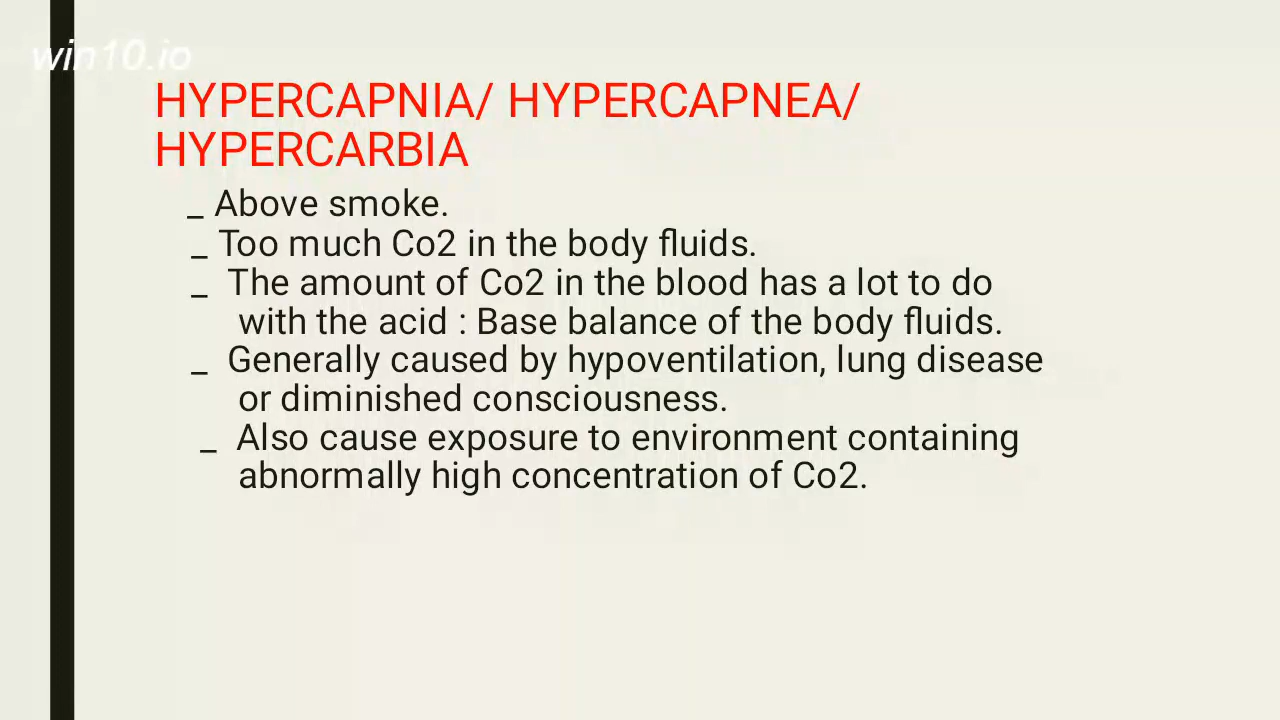 win10.io
HYPERCAPNIA/ HYPERCAPNEA/
HYPERCARBIA
_ Above smoke.
_ Too much Co2 in the body fluids.
_ The amount of Co2 in the blood has a lot to do
with the acid : Base balance of the body fluids.
_ Generally caused by hypoventilation, lung disease
or diminished consciousness.
_ Also cause exposure to environment containing
abnormally high concentration of Co2.